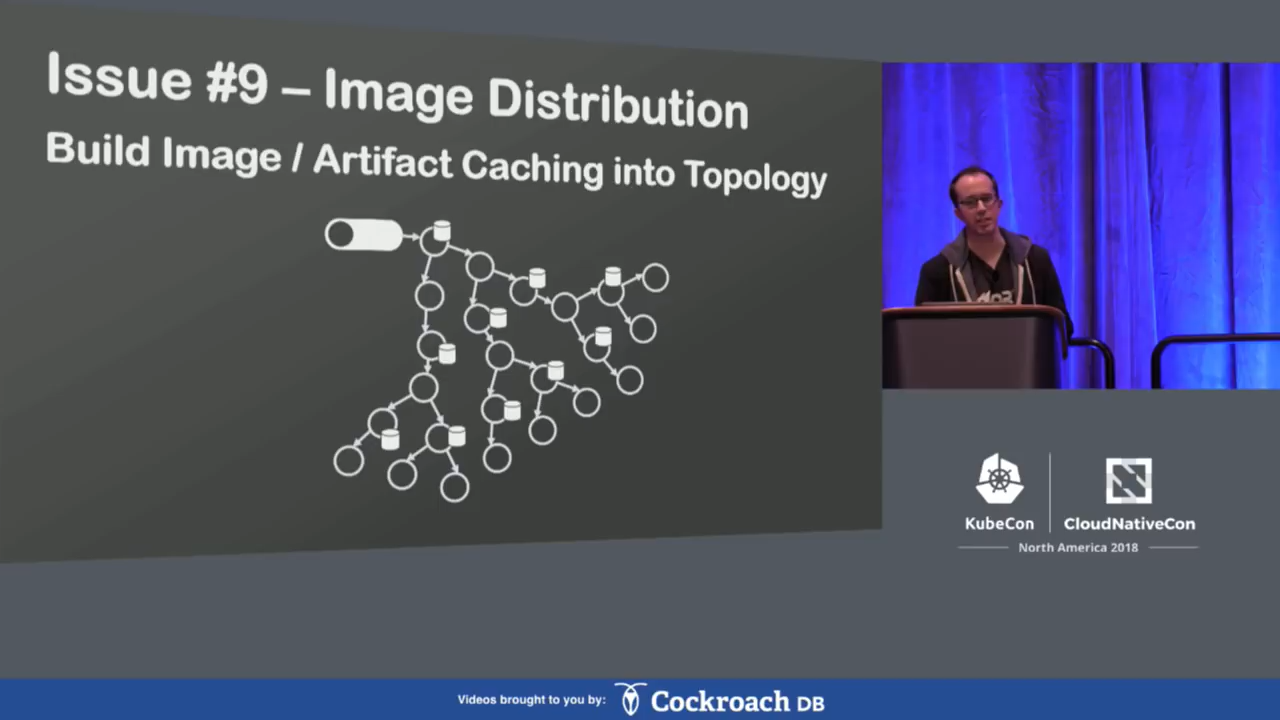 Issue #9 – Image Distribution
Build Image / Artifact Caching into Topology
KubeCon
CloudNativeCon
North America 2018
Videos brought to you by:
Cockroach DB